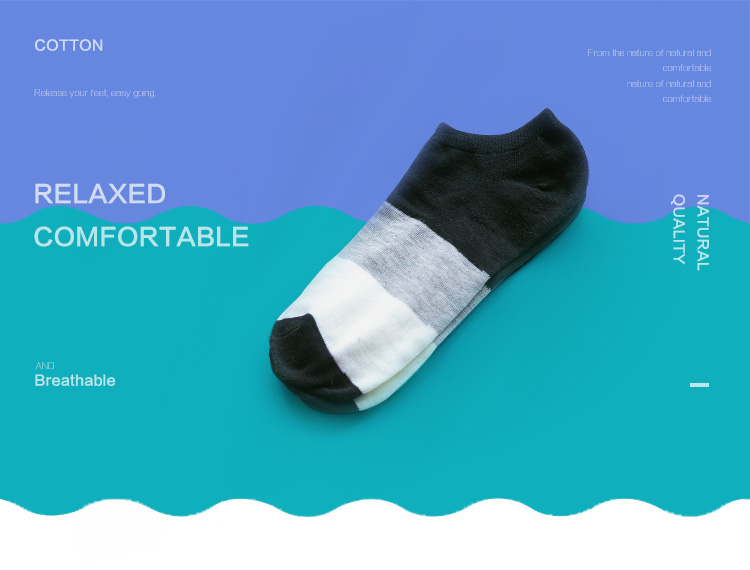 COTTON
Release your feet, easy going.
From the nature of natural and
comfortable
nature of natural and
comfortable
RELAXED
COMFORTABLE
NATURAL
QUALITY
AND
Breathable